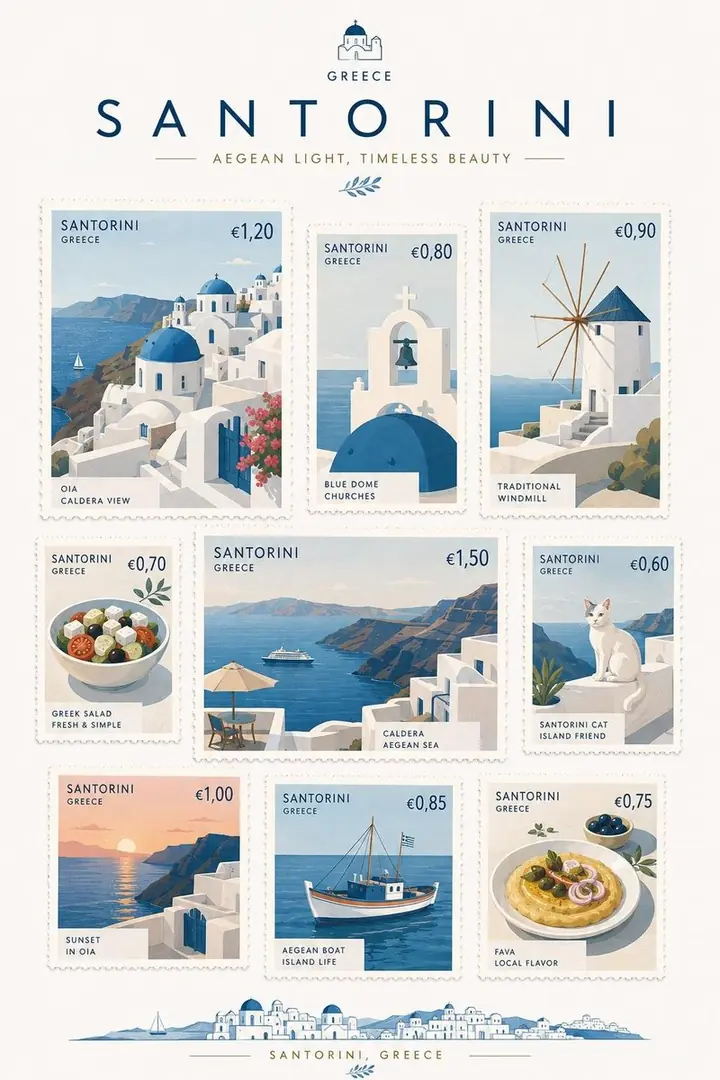 GREECE
SANTORINI
AEGEAN LIGHT, TIMELESS BEAUTY
SANTORINI
GREECE
€1,20
OIA
CALDERA VIEW
SANTORINI
GREECE
€0,80
BLUE DOME
CHURCHES
SANTORINI
GREECE
€0,90
TRADITIONAL
WINDMILL
SANTORINI
GREECE
€0,70
GREEK SALAD
FRESH & SIMPLE
SANTORINI
GREECE
€1,50
CALDERA
AEGEAN SEA
SANTORINI
GREECE
€0,60
SANTORINI CAT
ISLAND FRIEND
SANTORINI
GREECE
€1,00
SUNSET
IN OIA
SANTORINI
GREECE
€0,85
AEGEAN BOAT
ISLAND LIFE
SANTORINI
GREECE
€0,75
FAVA
LOCAL FLAVOR
SANTORINI, GREECE